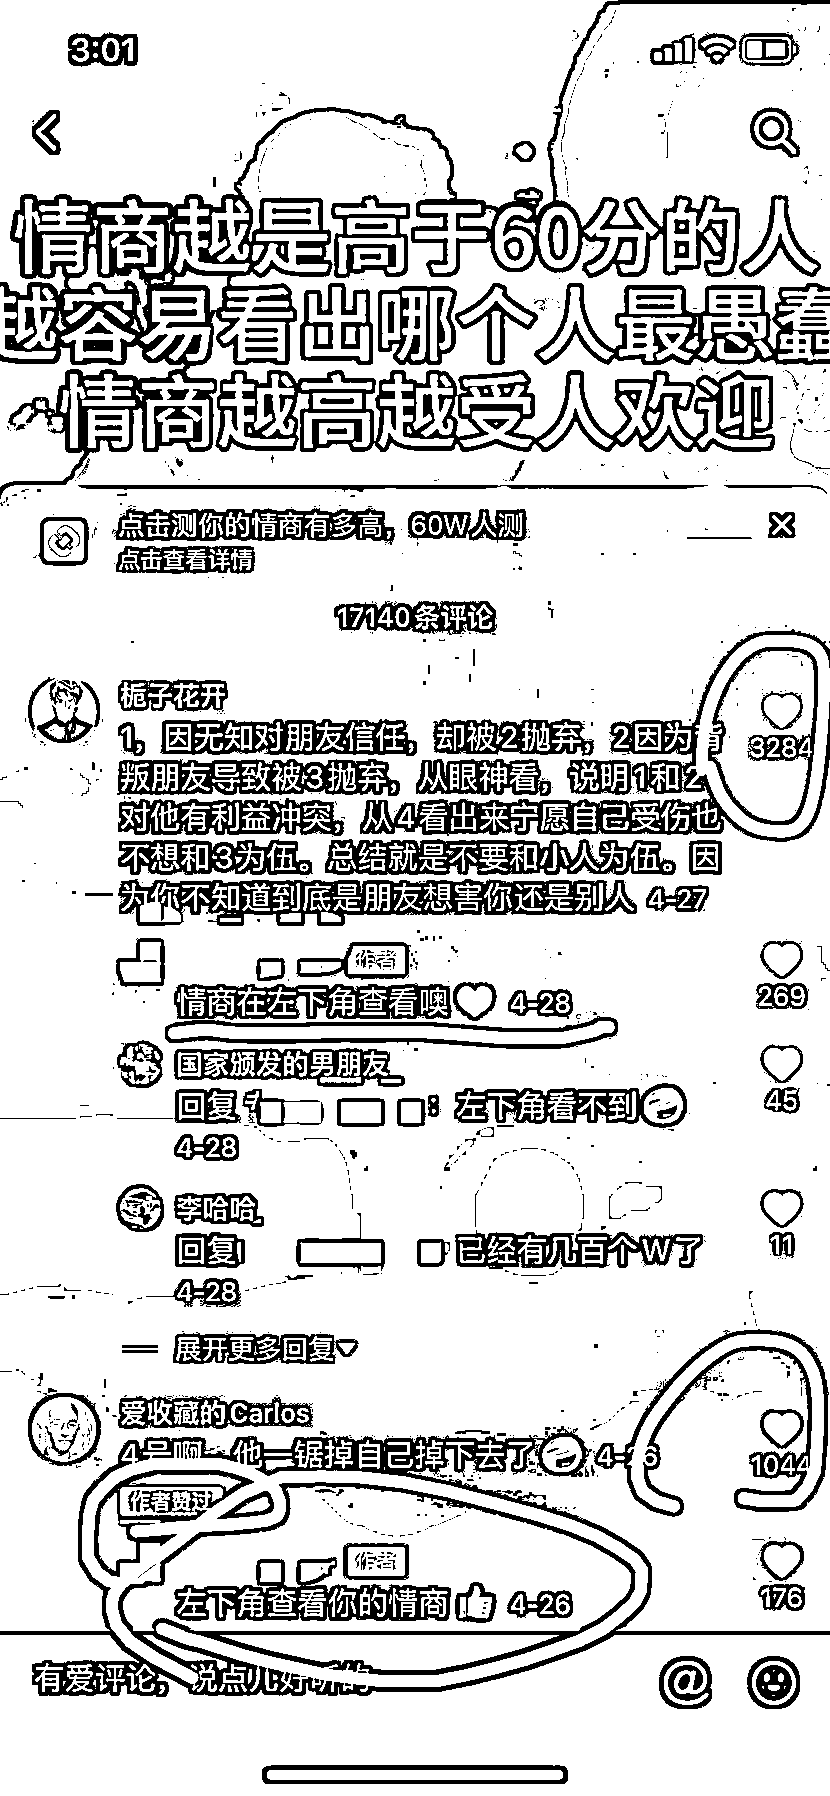 3:01
情商越是高于60分的人
越容易看出哪个人最愚蠢
情商越高越受人欢迎
点击测你的情商有多高，60W人测
点击查看详情
17140条评论
栀子花开
1，因无知对朋友信任，却被2抛弃，2因为背
叛朋友导致被3抛弃，从眼神看，说明1和2
对他有利益冲突，从4看出来宁愿自己受伤也
不想和3为伍。总结就是不要和小人为伍。因
为你不知道到底是朋友想害你还是别人 4-27
3284
作者
情商在左下角查看噢 4-28
269
国家颁发的男朋友
回复 : 左下角看不到
4-28
45
李哈哈
回复 已经有几百个W了
4-28
11
展开更多回复
爱收藏的Carlos
4号啊，他一锯掉自己掉下去了 4-26
1044
作者赞过
作者
左下角查看你的情商 4-26
176
有爱评论，说点儿好听的
@